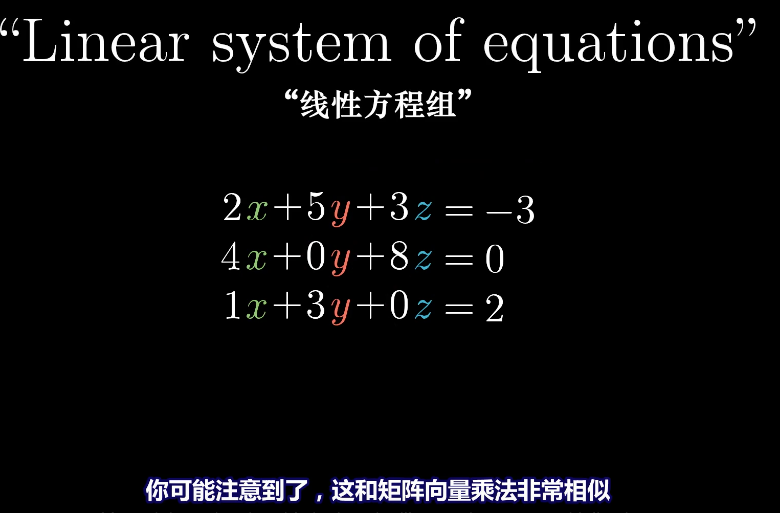 “Linear system of equations”
“线性方程组”
2x+5y+3z = −3
4x+0y+8z = 0
1x+3y+0z = 2
你可能注意到了，这和矩阵向量乘法非常相似